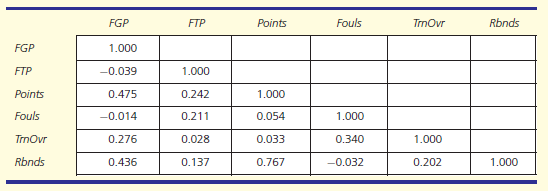 FGP FTP Points Fouls TrnOvr Rbnds
FGP 1.000
FTP −0.039 1.000
Points 0.475 0.242 1.000
Fouls −0.014 0.211 0.054 1.000
TrnOvr 0.276 0.028 0.033 0.340 1.000
Rbnds 0.436 0.137 0.767 −0.032 0.202 1.000